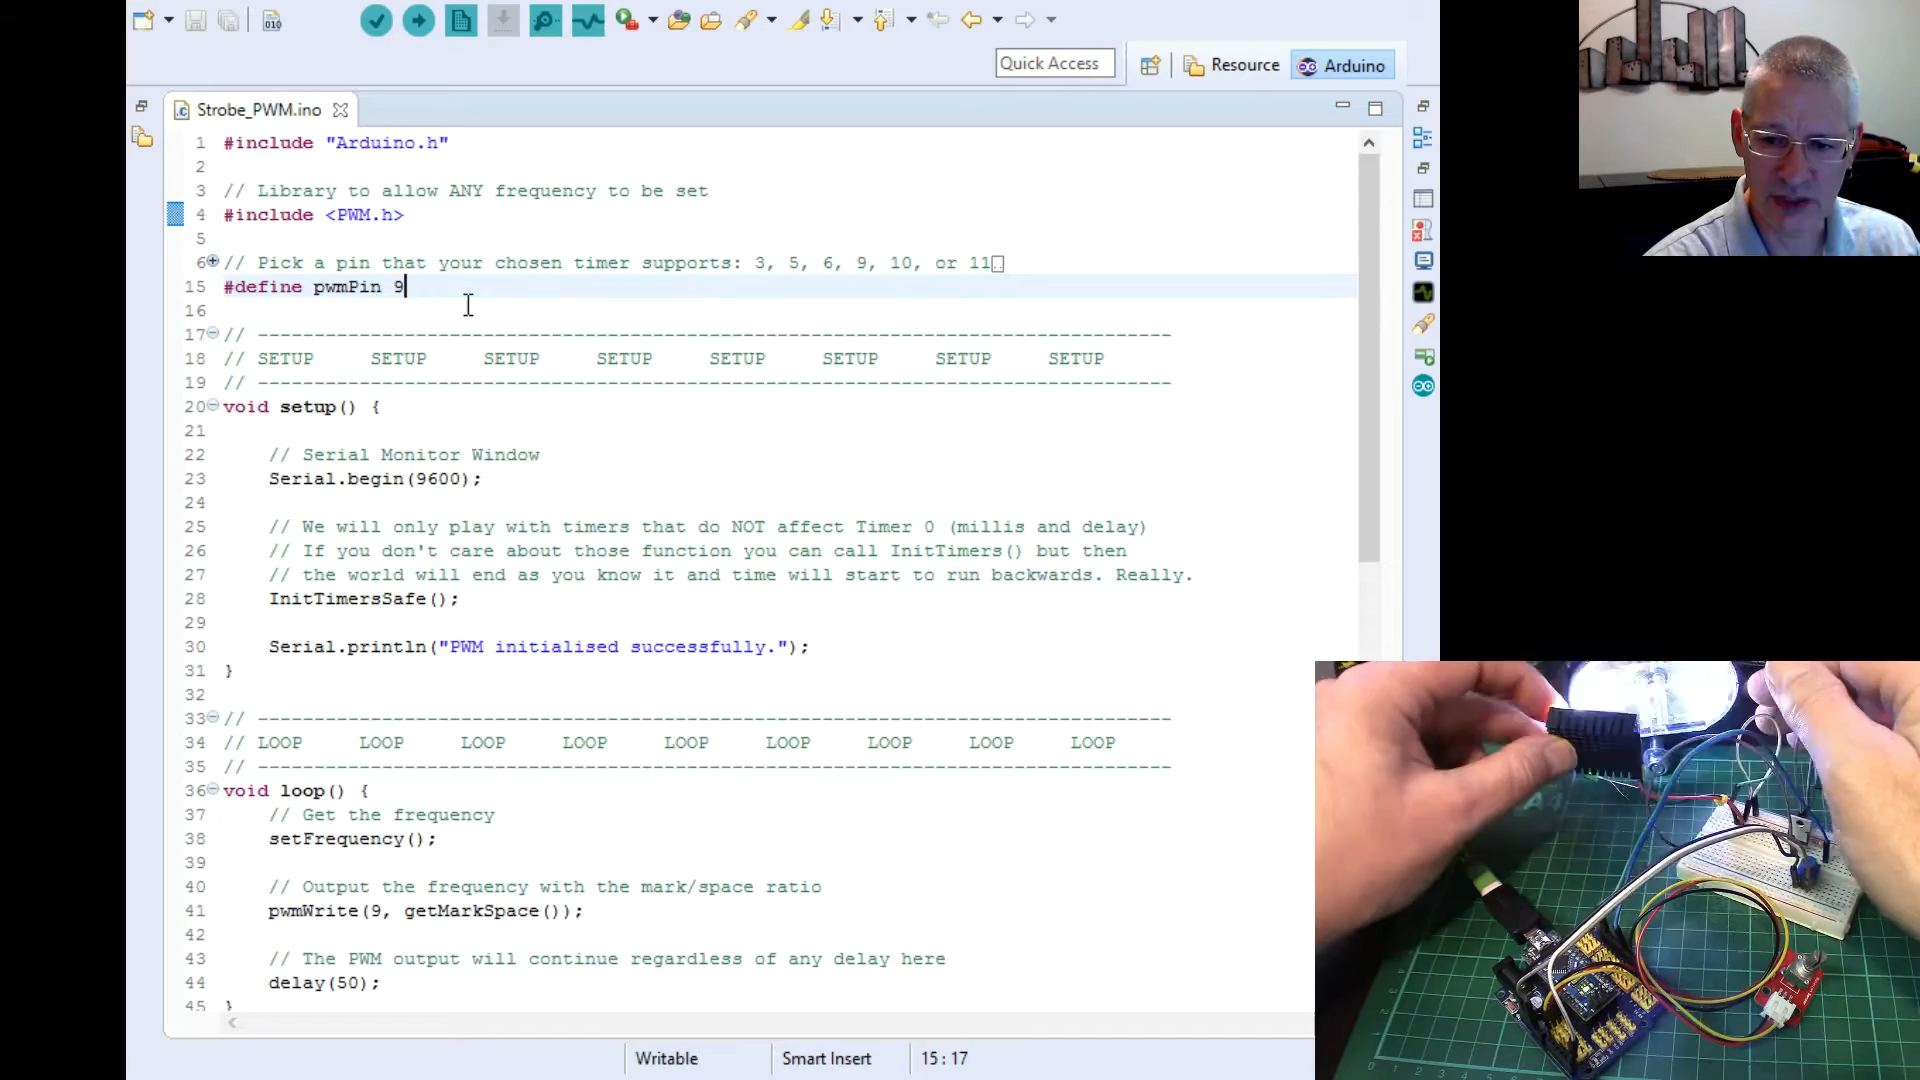 Quick Access
Resource
Arduino
Strobe_PWM.ino
1 #include "Arduino.h"
2
3 // Library to allow ANY frequency to be set
4 #include <PWM.h>
5
6 // Pick a pin that your chosen timer supports: 3, 5, 6, 9, 10, or 11
15 #define pwmPin 9
16
17 // ---------------------------------------------------------------------------------
18 // SETUP SETUP SETUP SETUP SETUP SETUP SETUP SETUP
19 // ---------------------------------------------------------------------------------
20 void setup() {
21
22 // Serial Monitor Window
23 Serial.begin(9600);
24
25 // We will only play with timers that do NOT affect Timer 0 (millis and delay)
26 // If you don't care about those function you can call InitTimers() but then
27 // the world will end as you know it and time will start to run backwards. Really.
28 InitTimersSafe();
29
30 Serial.println("PWM initialised successfully.");
31 }
32
33 // ---------------------------------------------------------------------------------
34 // LOOP LOOP LOOP LOOP LOOP LOOP LOOP LOOP LOOP
35 // ---------------------------------------------------------------------------------
36 void loop() {
37 // Get the frequency
38 setFrequency();
39
40 // Output the frequency with the mark/space ratio
41 pwmWrite(9, getMarkSpace());
42
43 // The PWM output will continue regardless of any delay here
44 delay(50);
45 }
Writable
Smart Insert
15 : 17
A4